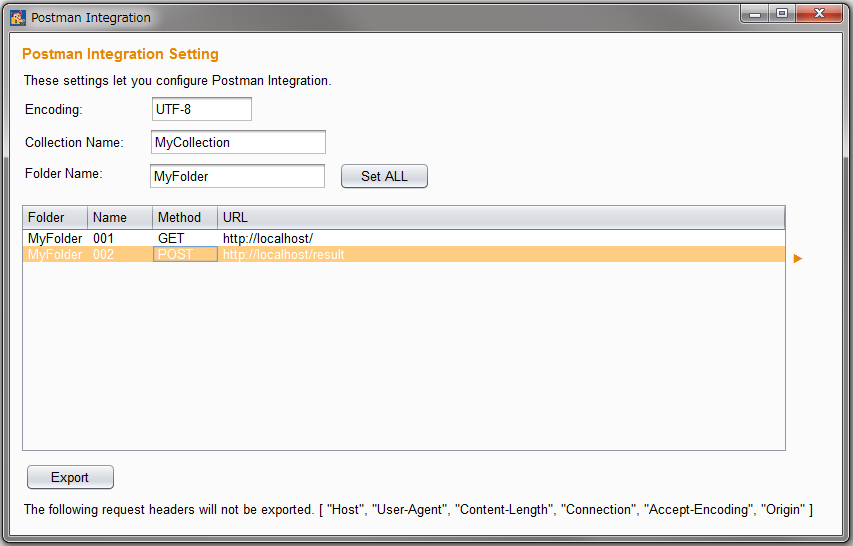 Postman Integration
Postman Integration Setting
These settings let you configure Postman Integration.
Encoding: UTF-8
Collection Name: MyCollection
Folder Name: MyFolder Set ALL
Folder Name Method URL
MyFolder 001 GET http://localhost/
MyFolder 002 POST http://localhost/result
Export
The following request headers will not be exported. [ "Host", "User-Agent", "Content-Length", "Connection", "Accept-Encoding", "Origin" ]